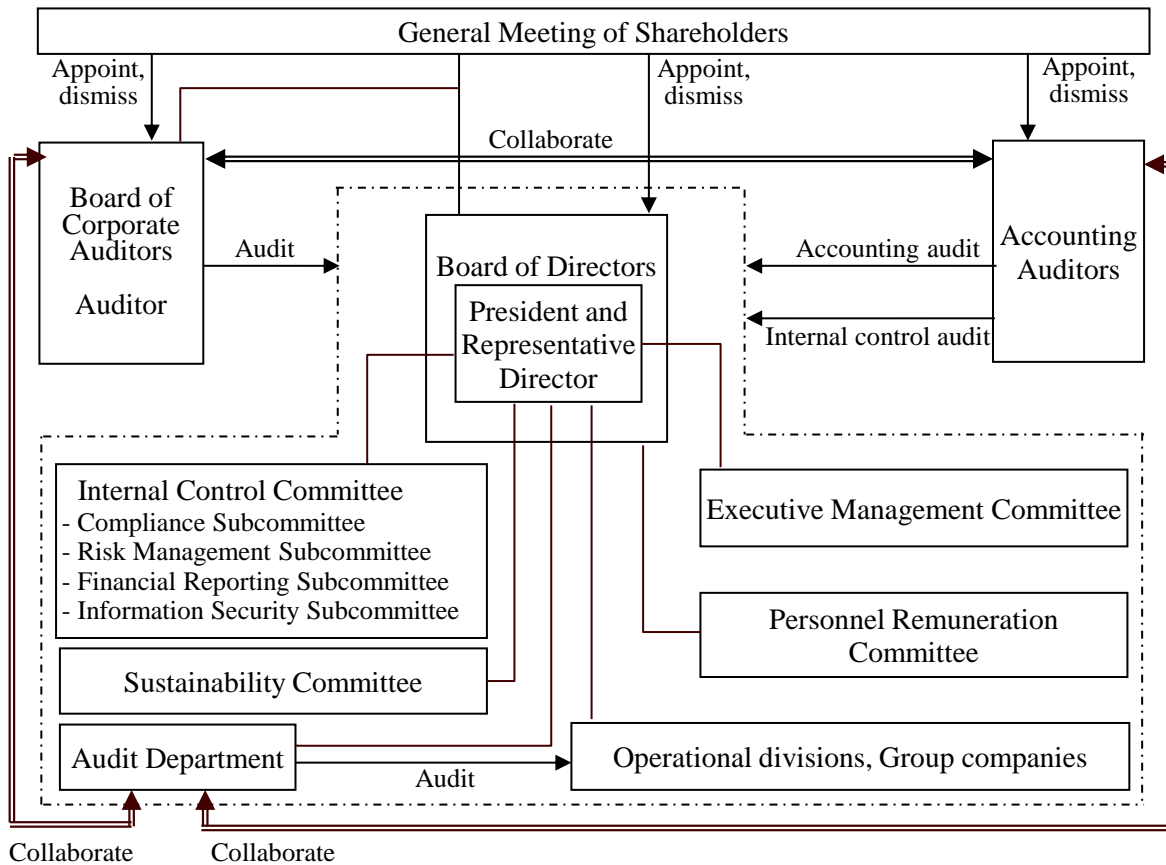 General Meeting of Shareholders
Appoint,
dismiss
Appoint,
dismiss
Appoint,
dismiss
Collaborate
Board of
Corporate
Auditors
Auditor
Audit
Board of Directors
President and
Representative
Director
Accounting audit
Internal control audit
Accounting
Auditors
Internal Control Committee
- Compliance Subcommittee
- Risk Management Subcommittee
- Financial Reporting Subcommittee
- Information Security Subcommittee
Executive Management Committee
Personnel Remuneration
Committee
Sustainability Committee
Audit Department
Audit
Operational divisions, Group companies
Collaborate
Collaborate